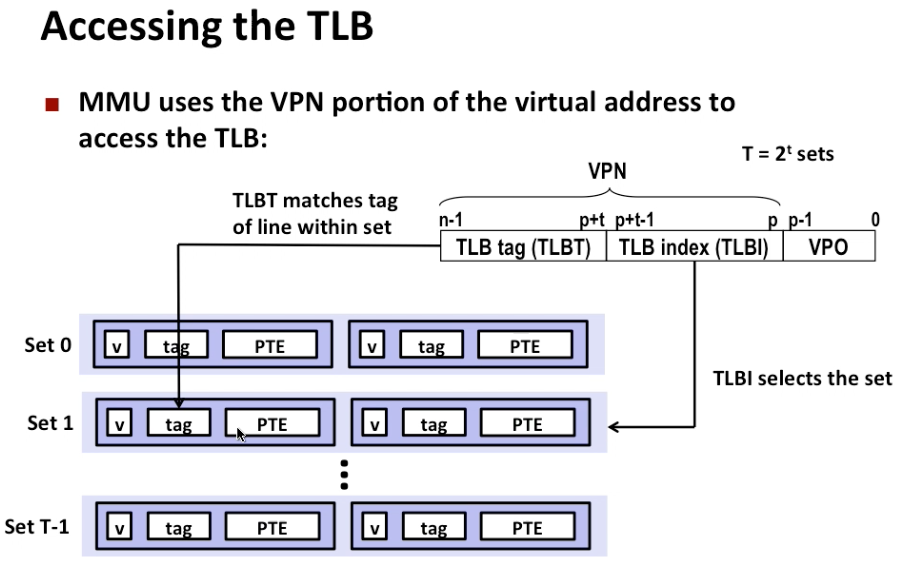 Accessing the TLB
■ MMU uses the VPN portion of the virtual address to
access the TLB:
T = 2ᵗ sets
VPN
TLBT matches tag
of line within set
n-1 p+t p+t-1 p p-1 0
TLB tag (TLBT) TLB index (TLBI) VPO
Set 0 v tag PTE v tag PTE
TLBI selects the set
Set 1 v tag PTE v tag PTE
⋮
Set T-1 v tag PTE v tag PTE